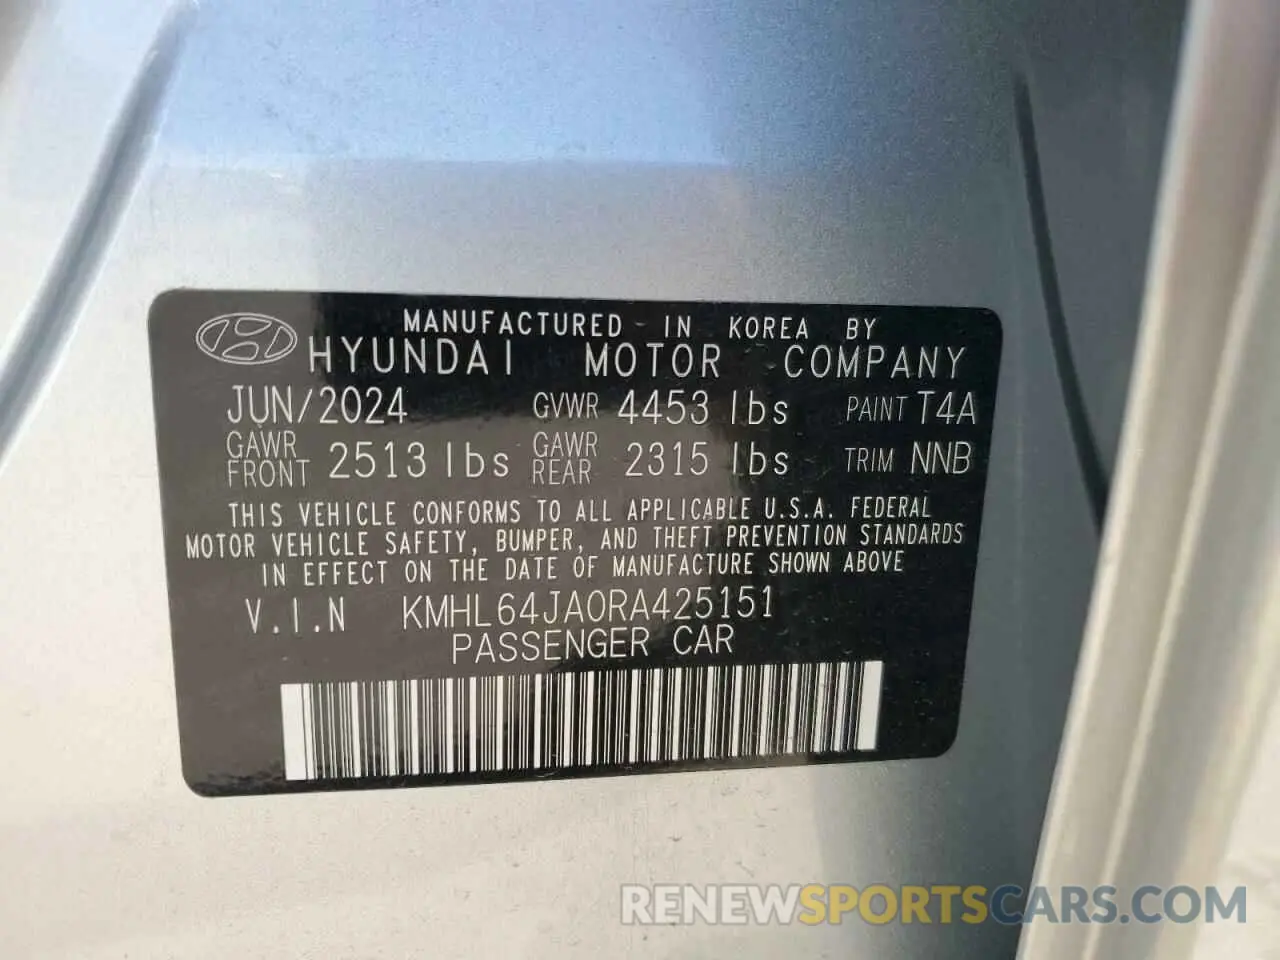 MANUFACTURED - IN KOREA BY
HYUNDAI MOTOR COMPANY
JUN/2024 GVWR 4453 lbs PAINT T4A
GAWR FRONT 2513 lbs GAWR REAR 2315 lbs TRIM NNB
THIS VEHICLE CONFORMS TO ALL APPLICABLE U.S.A. FEDERAL
MOTOR VEHICLE SAFETY, BUMPER, AND THEFT PREVENTION STANDARDS
IN EFFECT ON THE DATE OF MANUFACTURE SHOWN ABOVE
V.I.N KMHL64JA0RA425151
PASSENGER CAR
RENEWSPORTSCARS.COM